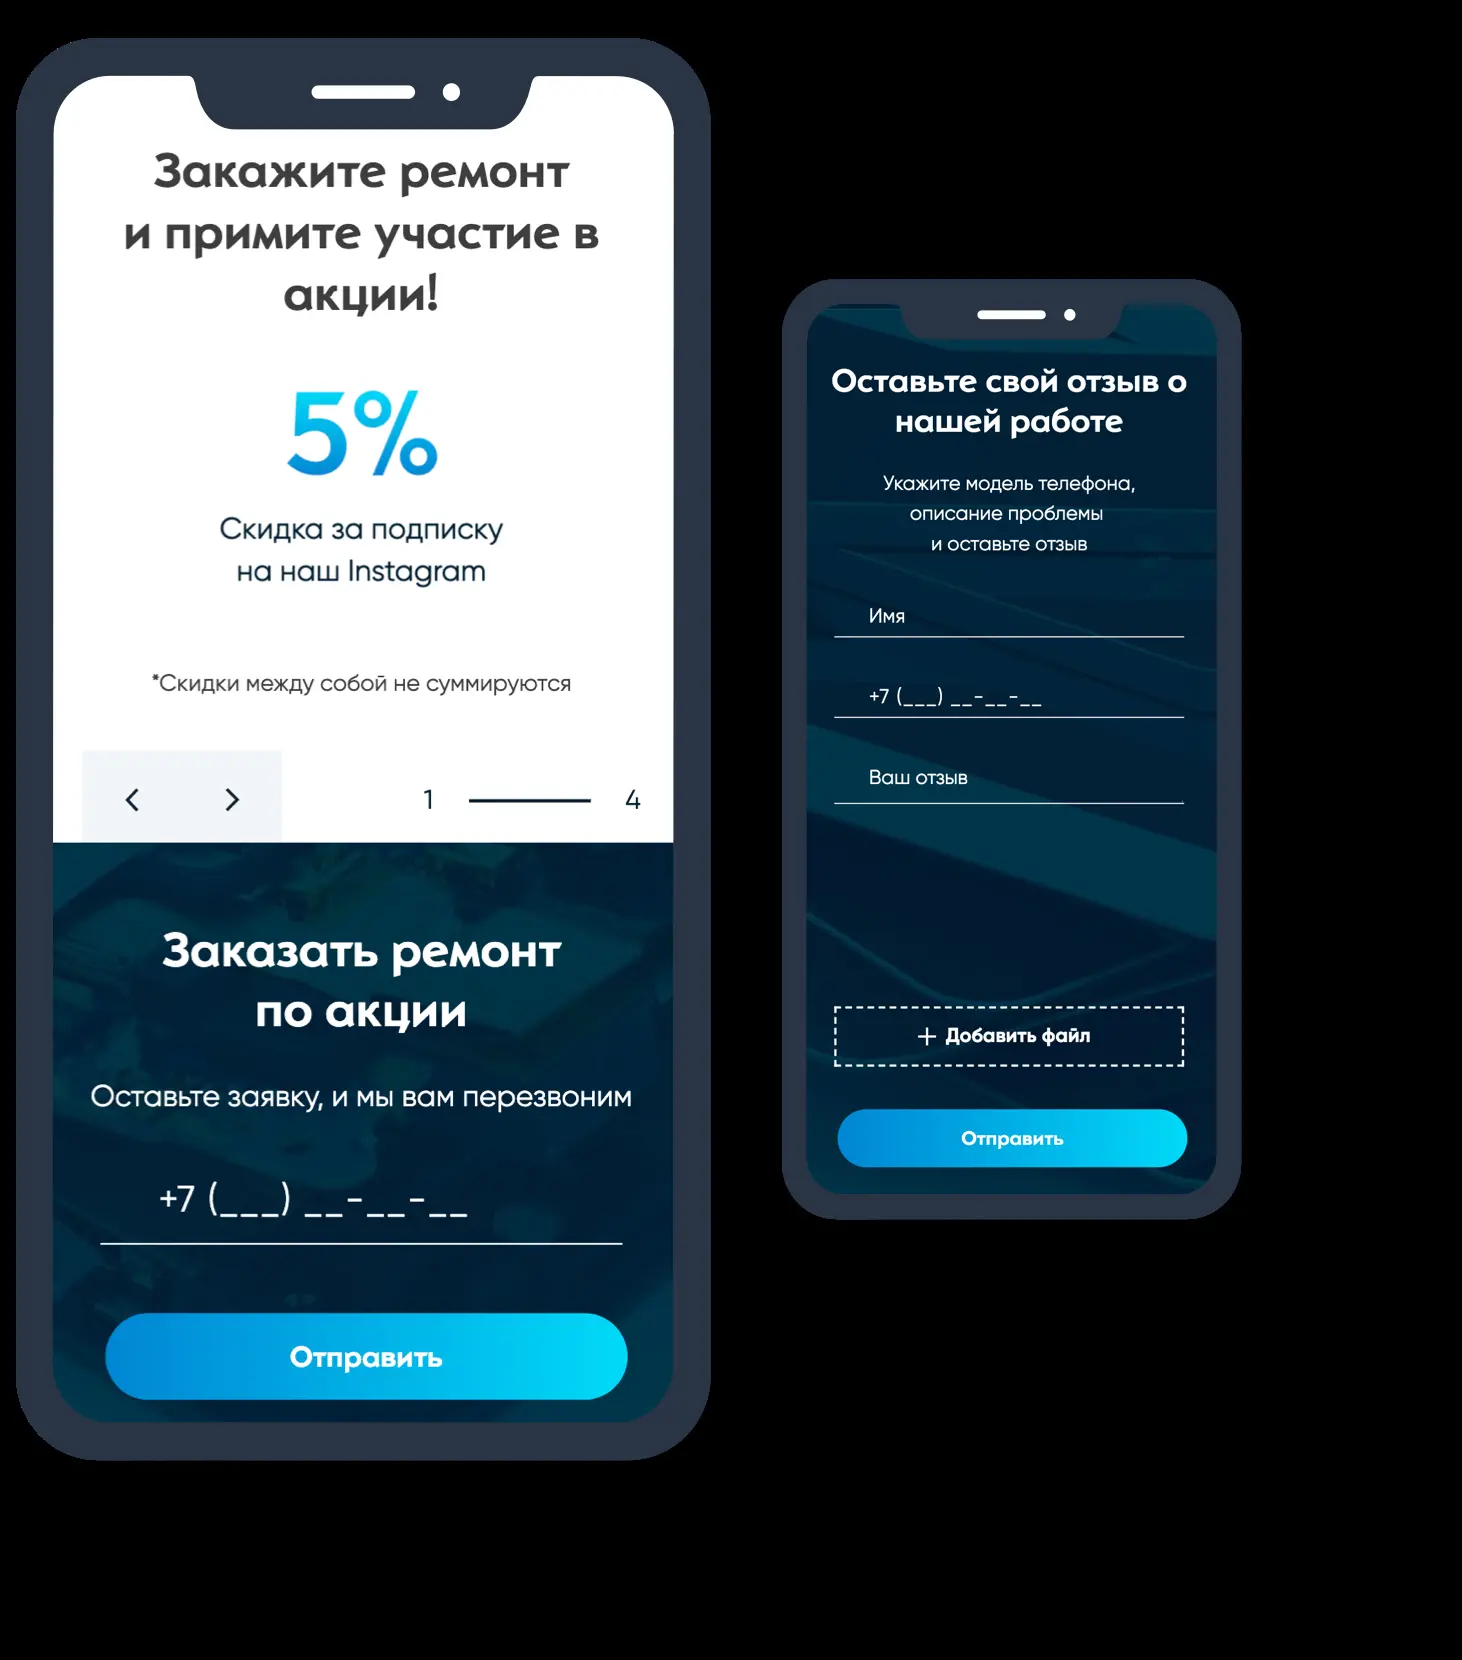 Закажите ремонт
и примите участие в
акции!
5%
Скидка за подписку
на наш Instagram
*Скидки между собой не суммируются
1
4
Заказать ремонт
по акции
Оставьте заявку, и мы вам перезвоним
+7 (___) __-__-__
Отправить
Оставьте свой отзыв о
нашей работе
Укажите модель телефона,
описание проблемы
и оставьте отзыв
Имя
+7 (___) __-__-__
Ваш отзыв
+ Добавить файл
Отправить